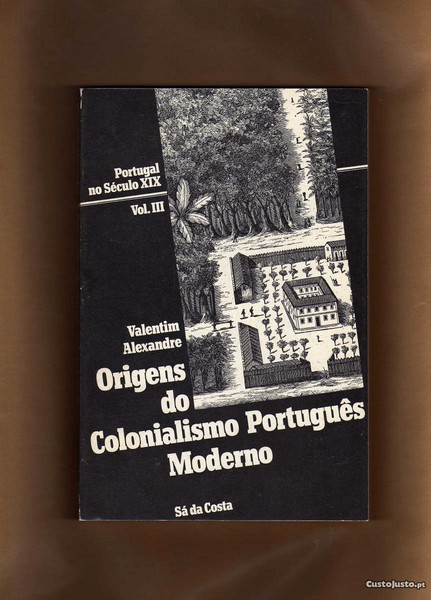 Portugal
no Século XIX
Vol. III
Valentim
Alexandre
Origens
do
Colonialismo Português
Moderno
Sá da Costa
CustoJusto.pt